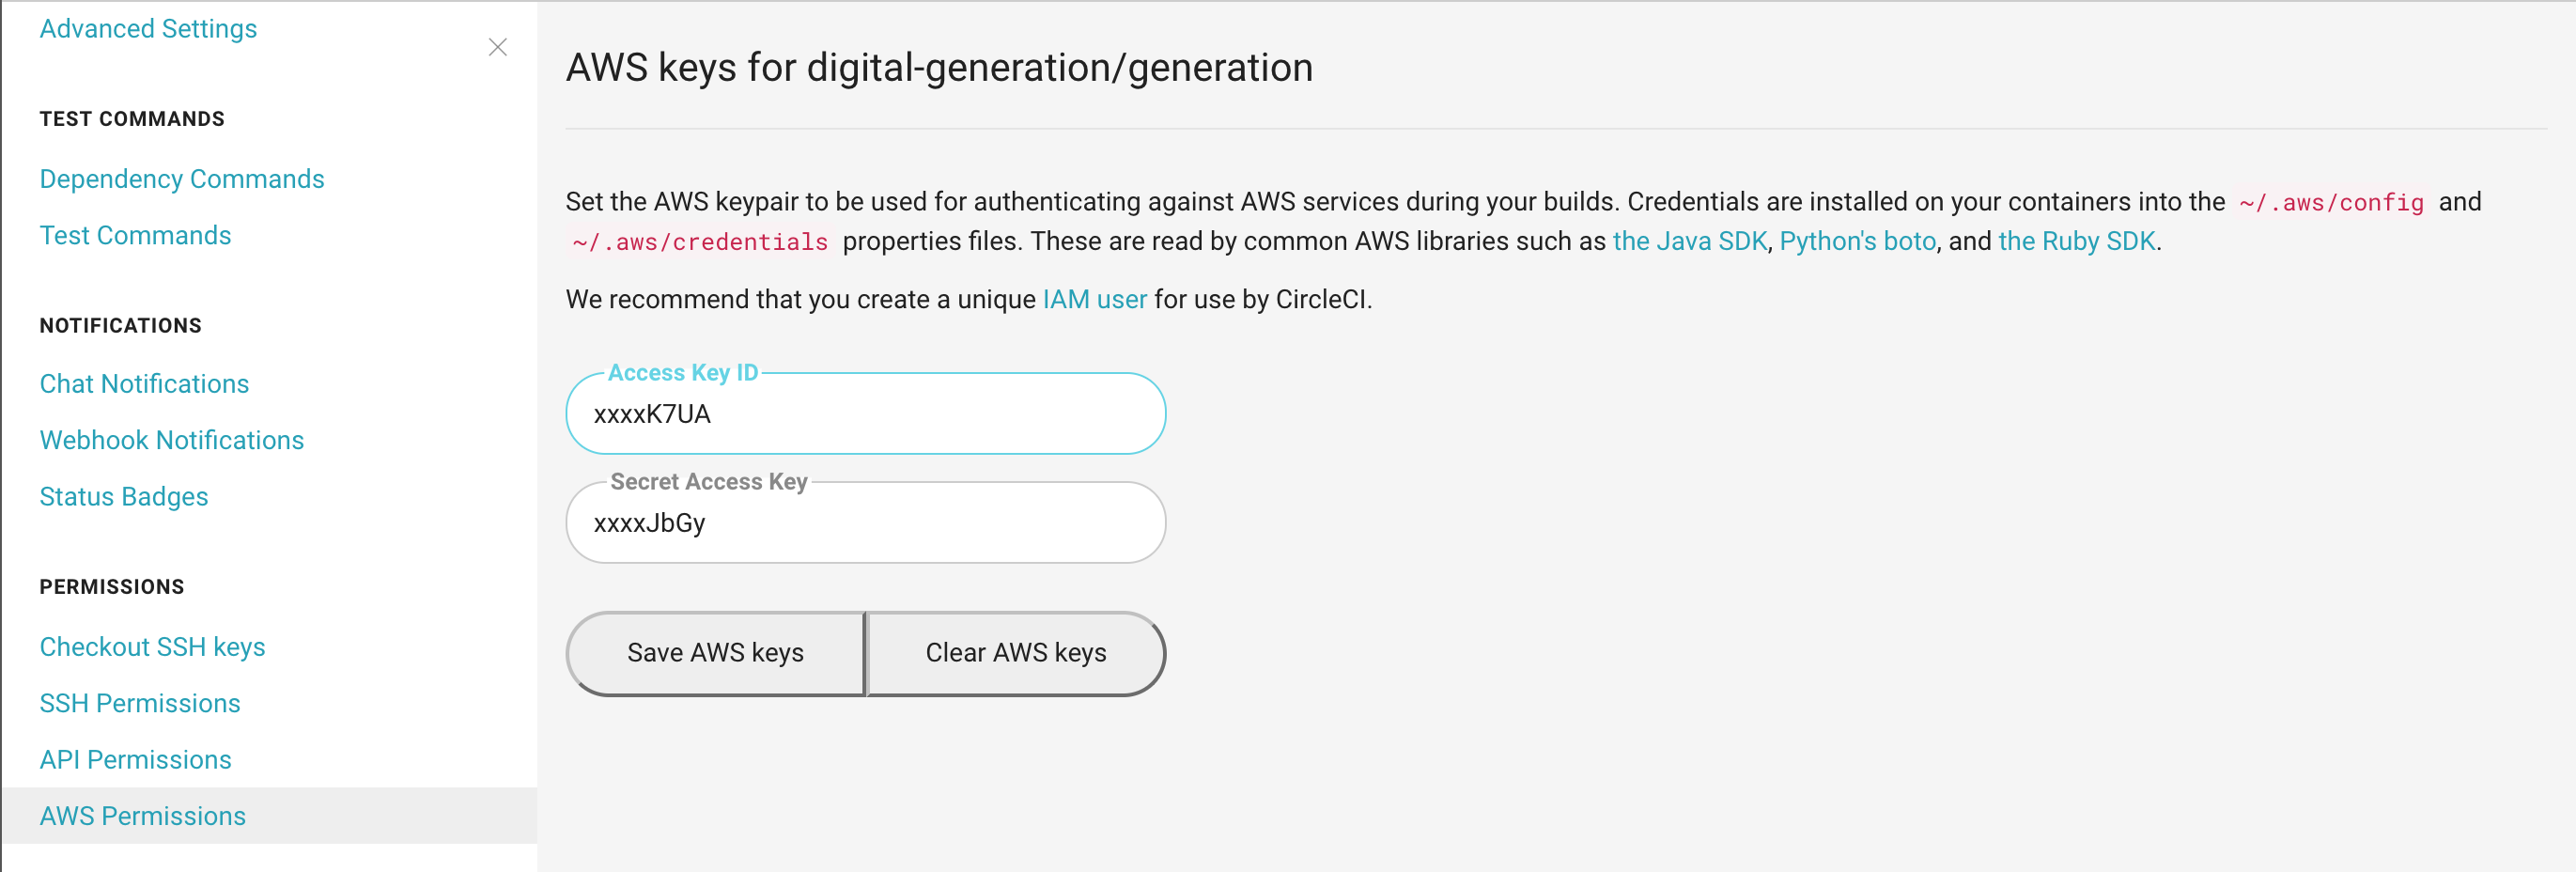 Advanced Settings
TEST COMMANDS
Dependency Commands
Test Commands
NOTIFICATIONS
Chat Notifications
Webhook Notifications
Status Badges
PERMISSIONS
Checkout SSH keys
SSH Permissions
API Permissions
AWS Permissions
AWS keys for digital-generation/generation
Set the AWS keypair to be used for authenticating against AWS services during your builds. Credentials are installed on your containers into the ~/.aws/config and
~/.aws/credentials properties files. These are read by common AWS libraries such as the Java SDK, Python's boto, and the Ruby SDK.
We recommend that you create a unique IAM user for use by CircleCI.
Access Key ID
xxxxK7UA
Secret Access Key
xxxxJbGy
Save AWS keys
Clear AWS keys